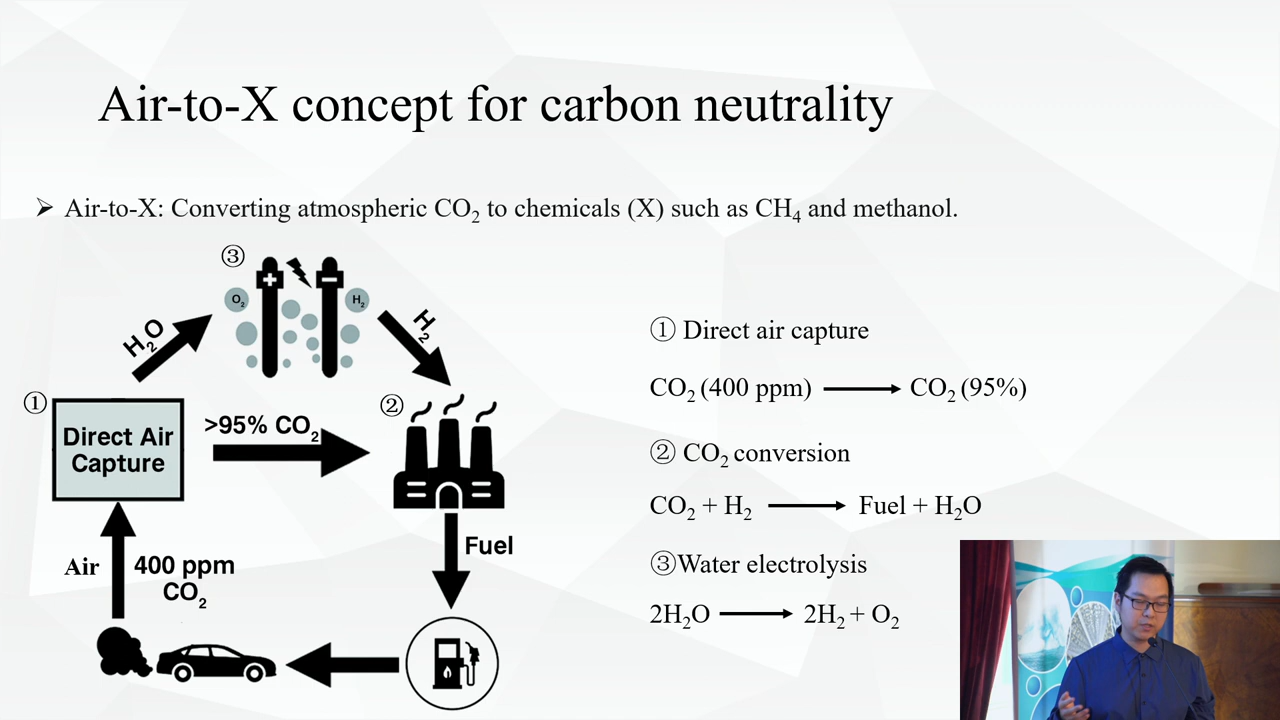 Air-to-X concept for carbon neutrality
➢ Air-to-X: Converting atmospheric CO₂ to chemicals (X) such as CH₄ and methanol.
③
O₂
H₂
H₂O
H₂
①
Direct Air
Capture
>95% CO₂
②
Air
400 ppm
CO₂
Fuel
① Direct air capture
CO₂ (400 ppm) ⟶ CO₂ (95%)
② CO₂ conversion
CO₂ + H₂ ⟶ Fuel + H₂O
③Water electrolysis
2H₂O ⟶ 2H₂ + O₂